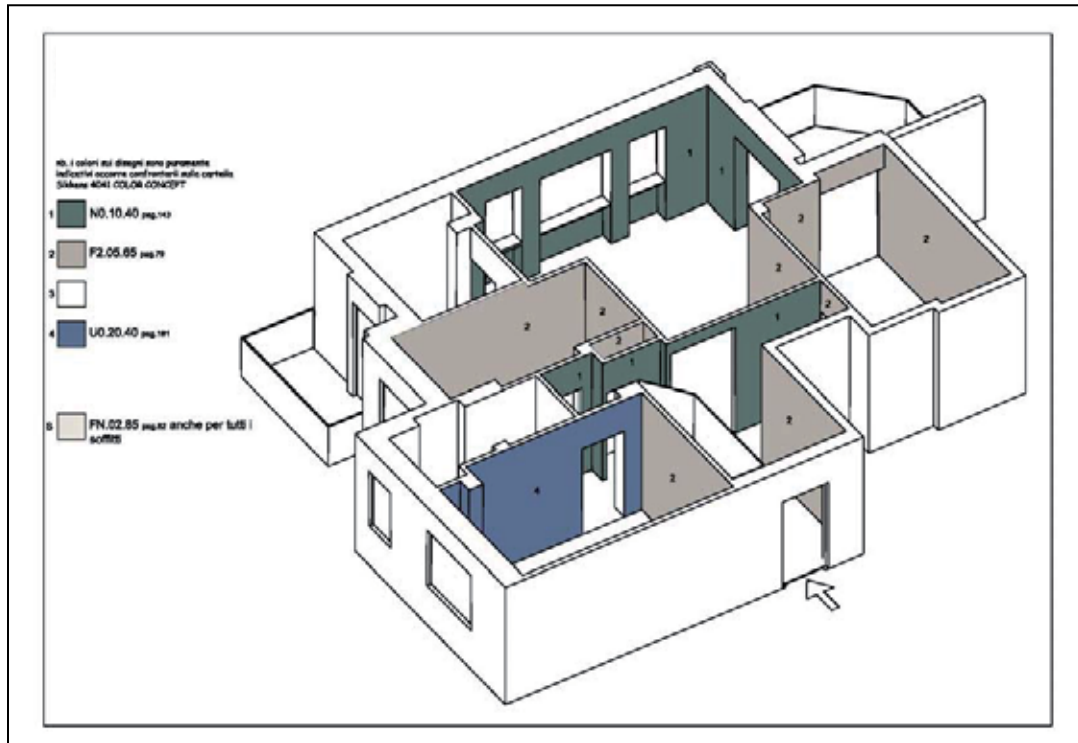 nb. i colori sui disegni sono puramente
indicativi occorre confrontarli sulla cartella
Sikkens 4041 COLOR CONCEPT
1 N0.10.40 pag.143
2 F2.05.65 pag.79
3
4 U0.20.40 pag.181
5 FN.02.85 pag.82 anche per tutti i
soffitti
1
1
2
2
2
2
2
2
1
1
1
2
2
4
2